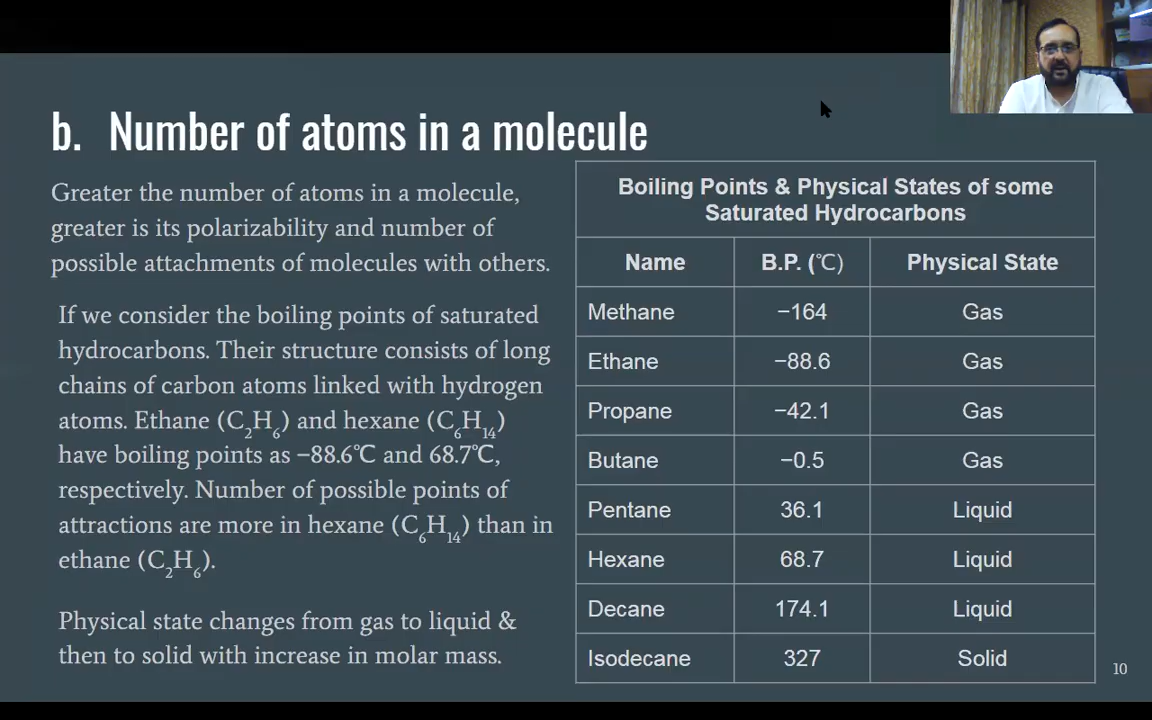 b. Number of atoms in a molecule
Greater the number of atoms in a molecule,
greater is its polarizability and number of
possible attachments of molecules with others.
If we consider the boiling points of saturated
hydrocarbons. Their structure consists of long
chains of carbon atoms linked with hydrogen
atoms. Ethane (C₂H₆) and hexane (C₆H₁₄)
have boiling points as −88.6℃ and 68.7℃,
respectively. Number of possible points of
attractions are more in hexane (C₆H₁₄) than in
ethane (C₂H₆).
Physical state changes from gas to liquid &
then to solid with increase in molar mass.
Boiling Points & Physical States of some
Saturated Hydrocarbons
Name B.P. (℃) Physical State
Methane −164 Gas
Ethane −88.6 Gas
Propane −42.1 Gas
Butane −0.5 Gas
Pentane 36.1 Liquid
Hexane 68.7 Liquid
Decane 174.1 Liquid
Isodecane 327 Solid
10